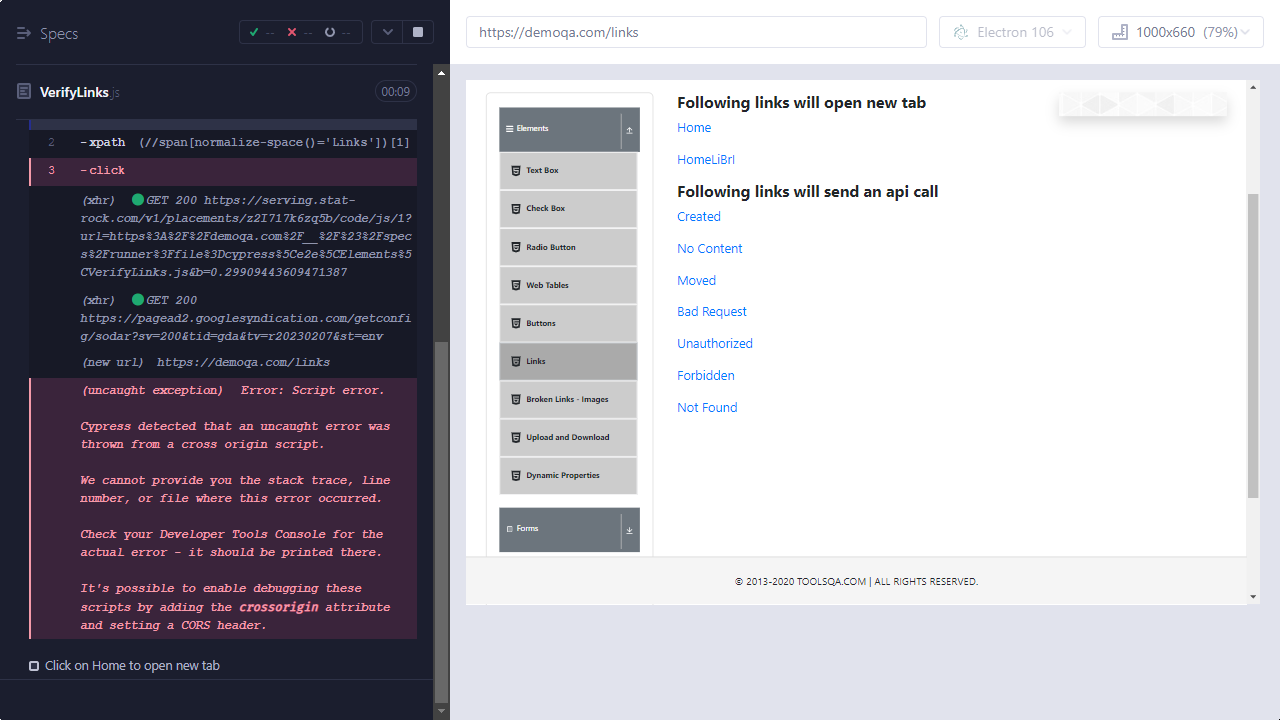 Specs
--
--
--
https://demoqa.com/links
Electron 106
1000x660 (79%)
VerifyLinks.js
00:09
2 -xpath (//span[normalize-space()='Links'])[1]
3 -click
(xhr) GET 200 https://serving.stat-
rock.com/v1/placements/z2I717k6zq5b/code/js/1?
url=https%3A%2F%2Fdemoqa.com%2F__%2F%23%2Fspec
s%2Frunner%3Ffile%3Dcypress%5Ce2e%5CElements%5
CVerifyLinks.js&b=0.29909443609471387
(xhr) GET 200
https://pagead2.googlesyndication.com/getconfi
g/sodar?sv=200&tid=gda&tv=r20230207&st=env
(new url) https://demoqa.com/links
(uncaught exception) Error: Script error.
Cypress detected that an uncaught error was
thrown from a cross origin script.
We cannot provide you the stack trace, line
number, or file where this error occurred.
Check your Developer Tools Console for the
actual error - it should be printed there.
It's possible to enable debugging these
scripts by adding the crossorigin attribute
and setting a CORS header.
Click on Home to open new tab
Elements
Text Box
Check Box
Radio Button
Web Tables
Buttons
Links
Broken Links - Images
Upload and Download
Dynamic Properties
Forms
Following links will open new tab
Home
HomeLiBrI
Following links will send an api call
Created
No Content
Moved
Bad Request
Unauthorized
Forbidden
Not Found
© 2013-2020 TOOLSQA.COM | ALL RIGHTS RESERVED.